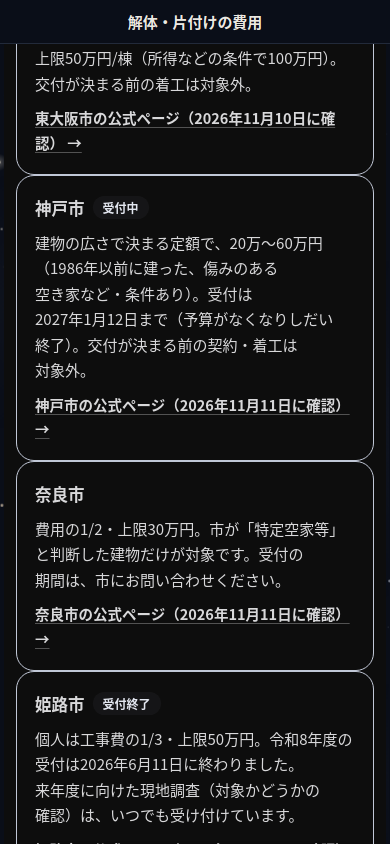 解体・片付けの費用
上限50万円/棟（所得などの条件で100万円）。
交付が決まる前の着工は対象外。
東大阪市の公式ページ（2026年11月10日に確
認） →
神戸市 受付中
建物の広さで決まる定額で、20万〜60万円
（1986年以前に建った、傷みのある
空き家など・条件あり）。受付は
2027年1月12日まで（予算がなくなりしだい
終了）。交付が決まる前の契約・着工は
対象外。
神戸市の公式ページ（2026年11月11日に確認）
→
奈良市
費用の1/2・上限30万円。市が「特定空家等」
と判断した建物だけが対象です。受付の
期間は、市にお問い合わせください。
奈良市の公式ページ（2026年11月11日に確認）
→
姫路市 受付終了
個人は工事費の1/3・上限50万円。令和8年度の
受付は2026年6月11日に終わりました。
来年度に向けた現地調査（対象かどうかの
確認）は、いつでも受け付けています。